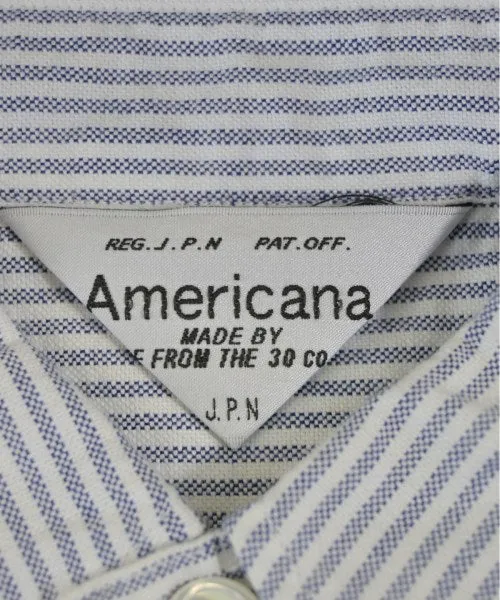 REG.J.P.N PAT.OFF.
Americana
MADE BY
FROM THE 30 CO.
J.P.N